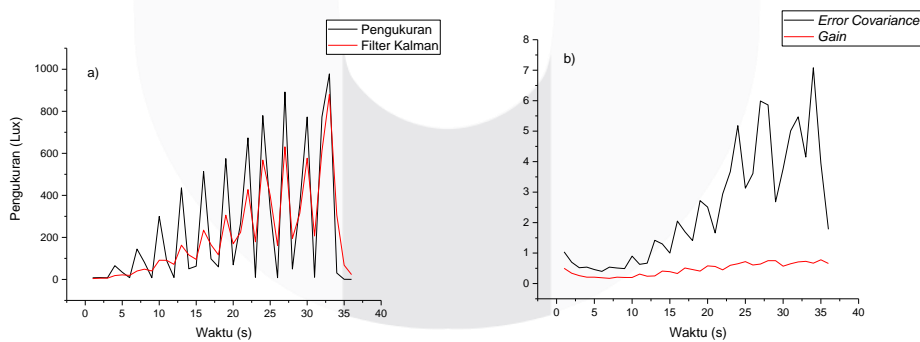 Pengukuran
Filter Kalman
a)
1000
800
600
400
200
0
Pengukuran (Lux)
0 5 10 15 20 25 30 35 40
Waktu (s)
Error Covariance
Gain
b)
8
7
6
5
4
3
2
1
0
0 5 10 15 20 25 30 35 40
Waktu (s)